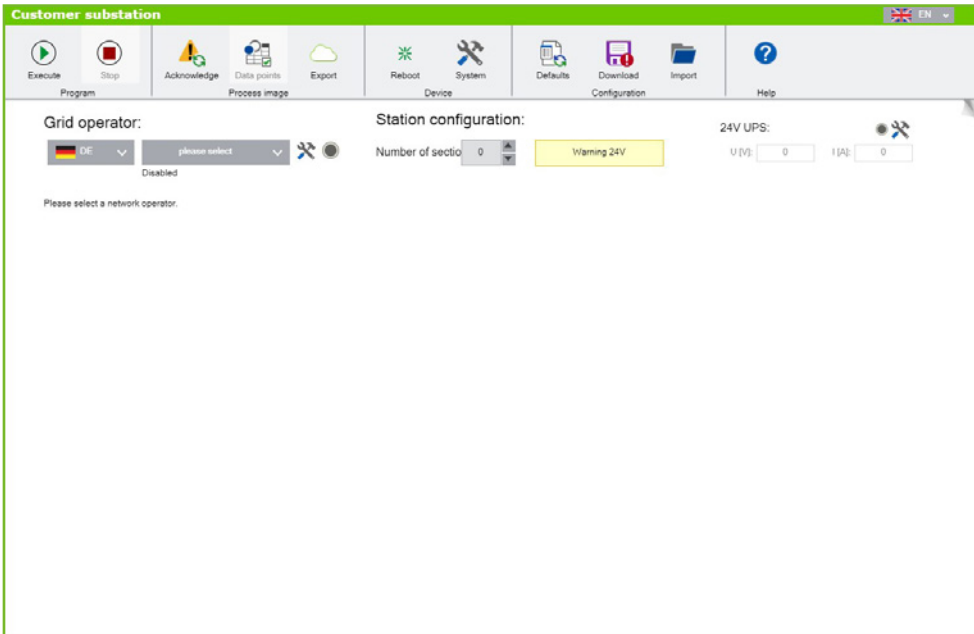 Customer substation
EN
Execute
Stop
Acknowledge
Data points
Export
Reboot
System
Defaults
Download
Import
Program
Process image
Device
Configuration
Help
Grid operator:
Station configuration:
24V UPS:
DE
please select
Number of sectio
0
Warning 24V
U [V]:
0
I [A]:
0
Disabled
Please select a network operator.